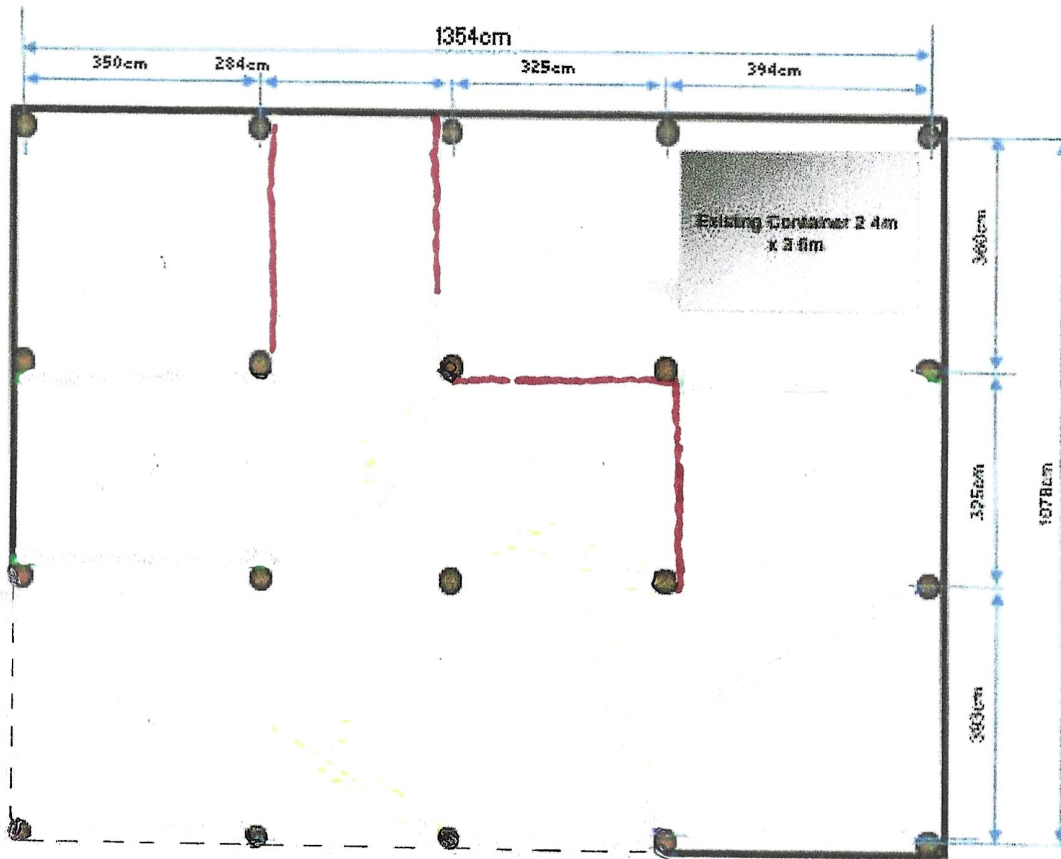 1354cm
350cm
284cm
325cm
394cm
Existing Container 2 4m
x 3 6m
360cm
325cm
1078cm
393cm